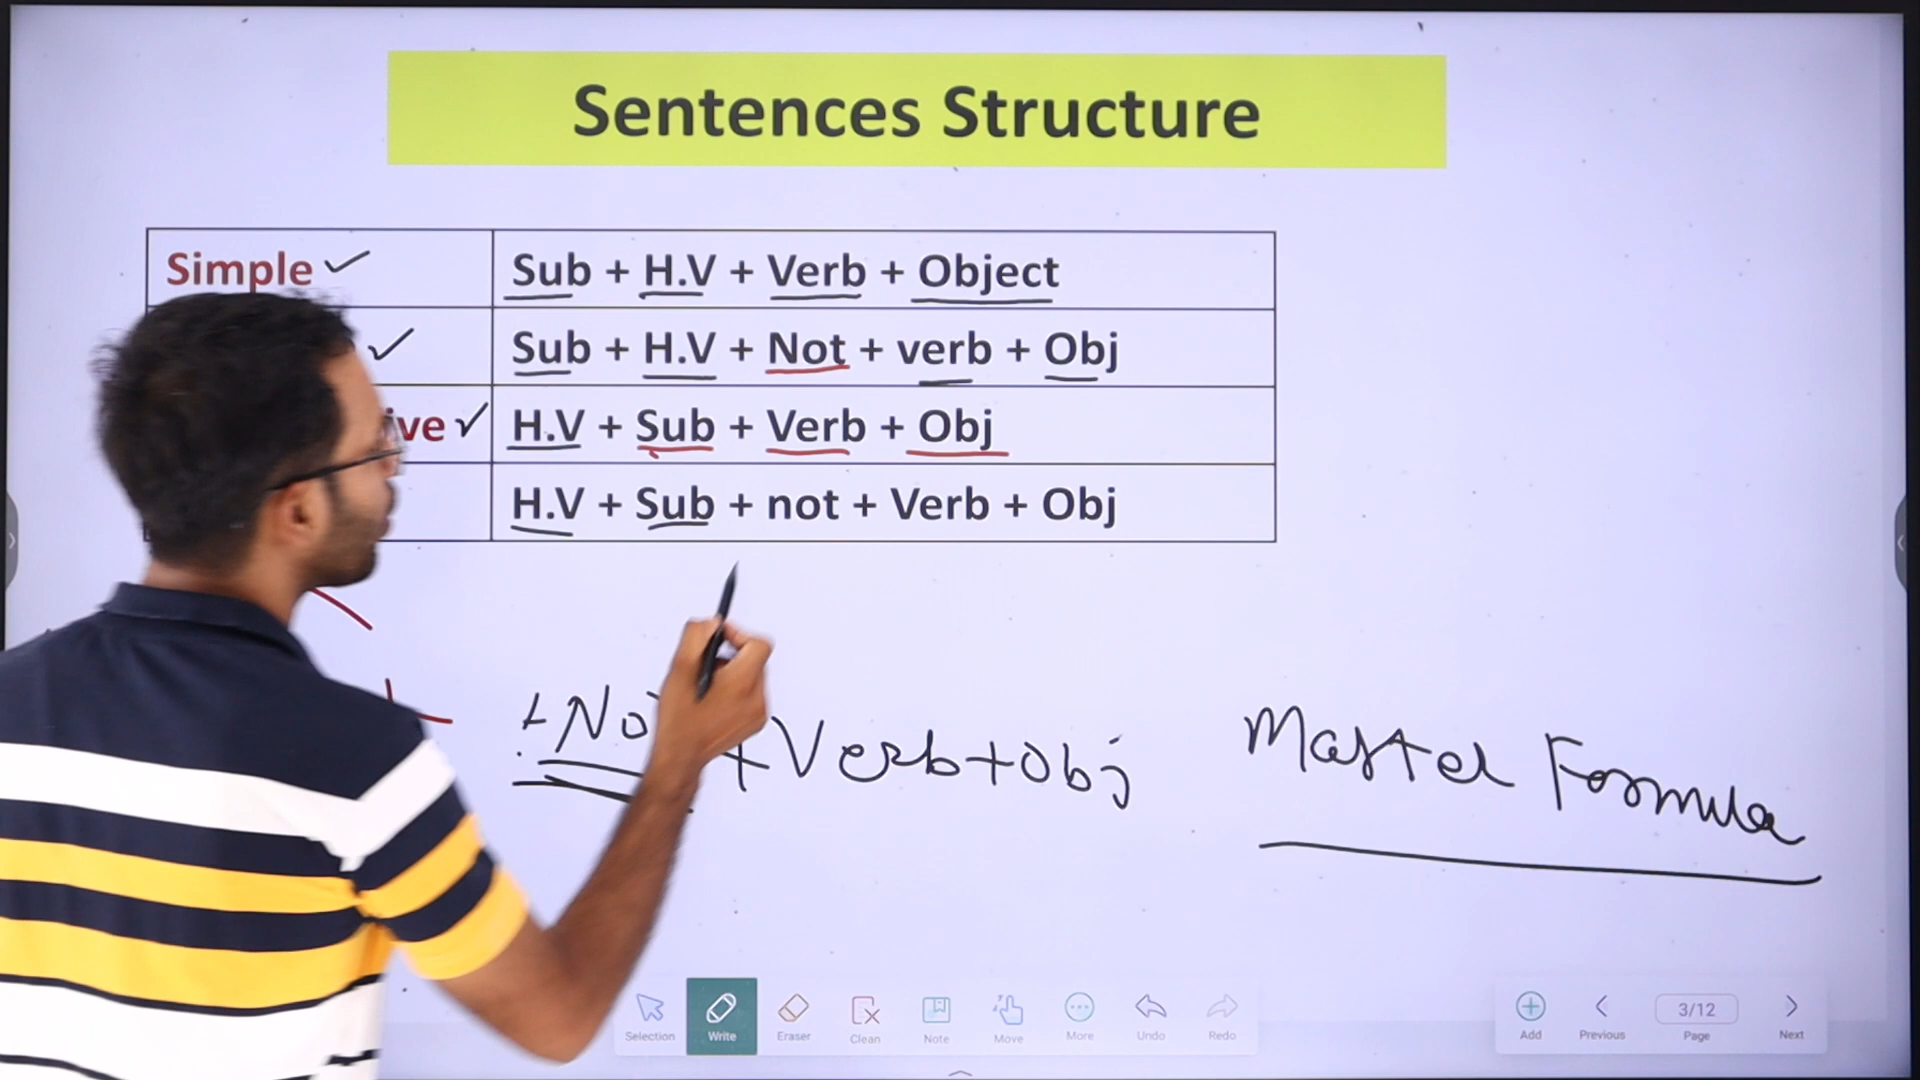 Sentences Structure
Simple Sub + H.V + Verb + Object
Sub + H.V + Not + verb + Obj
ive H.V + Sub + Verb + Obj
H.V + Sub + not + Verb + Obj
+ No + Verb + Obj
Master Formula
Selection Write Eraser Clean Note Move More Undo Redo
Add Previous 3/12 Page Next